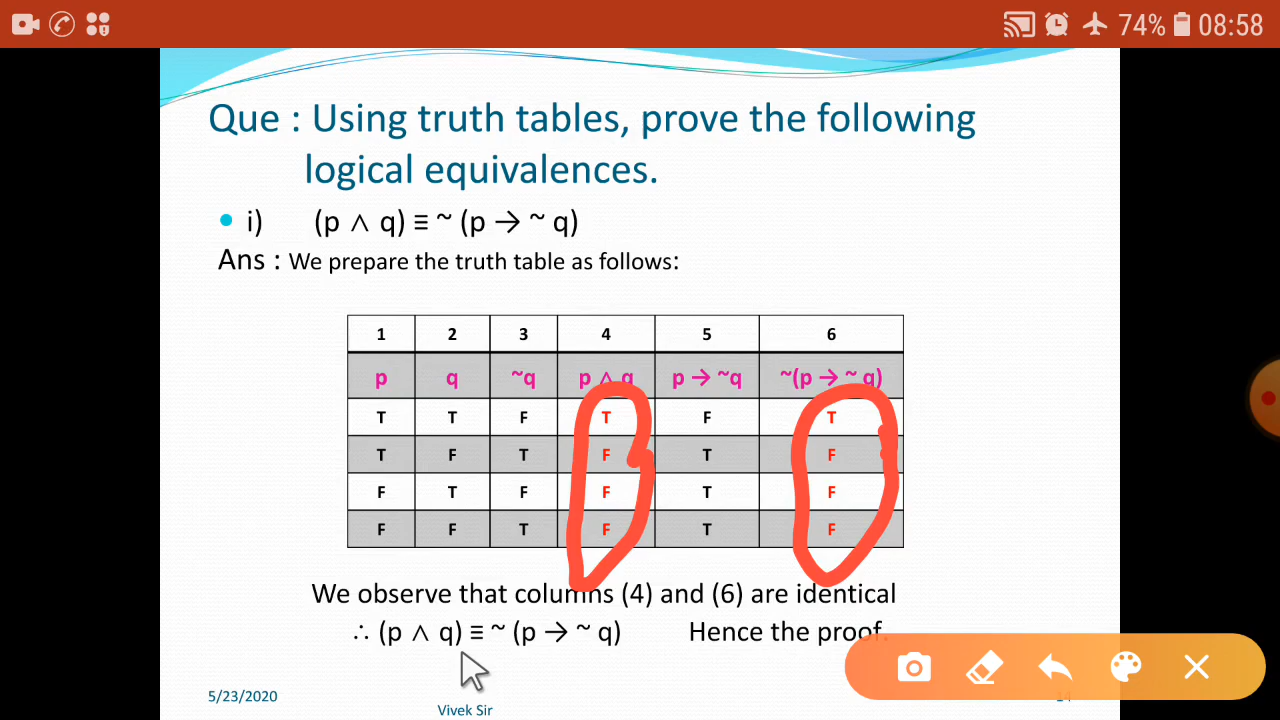 74% 08:58
Que : Using truth tables, prove the following
logical equivalences.
i) (p ∧ q) ≡ ~ (p → ~ q)
Ans : We prepare the truth table as follows:
1 2 3 4 5 6
p q ~q p ∧ q p → ~q ~(p → ~ q)
T T F T F T
T F T F T F
F T F F T F
F F T F T F
We observe that columns (4) and (6) are identical
∴ (p ∧ q) ≡ ~ (p → ~ q) Hence the proof.
5/23/2020
Vivek Sir